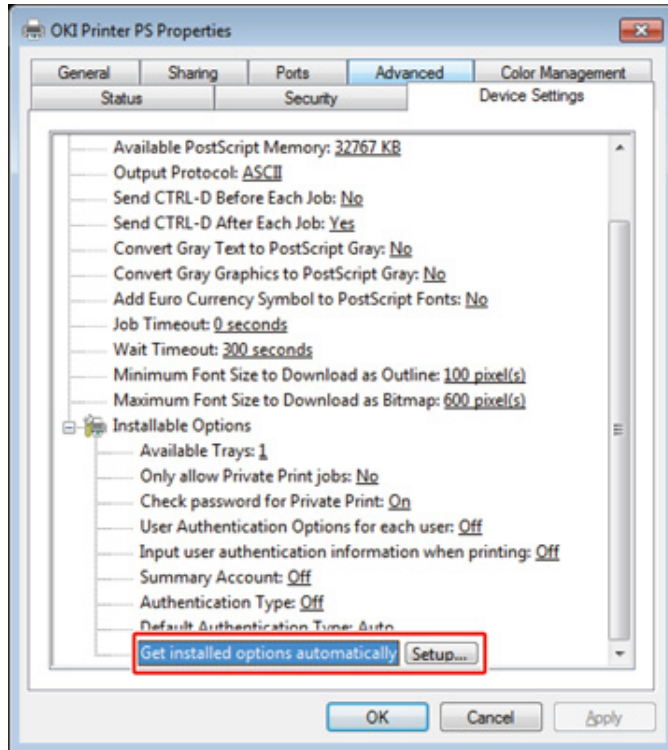 OKI Printer PS Properties
General Sharing Ports Advanced Color Management
Status Security Device Settings
Available PostScript Memory: 32767 KB
Output Protocol: ASCII
Send CTRL-D Before Each Job: No
Send CTRL-D After Each Job: Yes
Convert Gray Text to PostScript Gray: No
Convert Gray Graphics to PostScript Gray: No
Add Euro Currency Symbol to PostScript Fonts: No
Job Timeout: 0 seconds
Wait Timeout: 300 seconds
Minimum Font Size to Download as Outline: 100 pixel(s)
Maximum Font Size to Download as Bitmap: 600 pixel(s)
Installable Options
Available Trays: 1
Only allow Private Print jobs: No
Check password for Private Print: On
User Authentication Options for each user: Off
Input user authentication information when printing: Off
Summary Account: Off
Authentication Type: Off
Default Authentication Type: Auto
Get installed options automatically Setup...
OK Cancel Apply